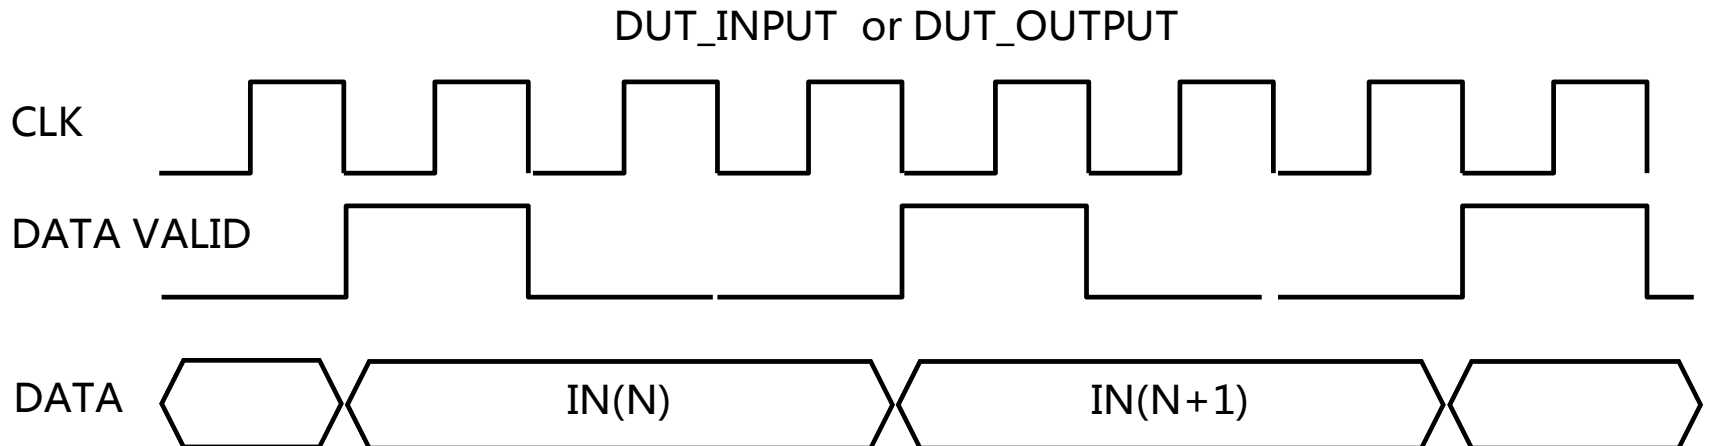 DUT_INPUT or DUT_OUTPUT
CLK
DATA VALID
DATA
IN(N)
IN(N+1)